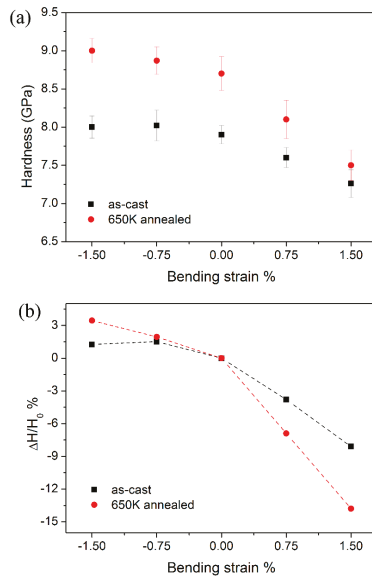 (a)
9.5
9.0
8.5
8.0
7.5
7.0
6.5
Hardness (GPa)
as-cast
650K annealed
-1.50 -0.75 0.00 0.75 1.50
Bending strain %
(b)
3
0
-3
-6
-9
-12
-15
ΔH/H₀ %
as-cast
650K annealed
-1.50 -0.75 0.00 0.75 1.50
Bending strain %